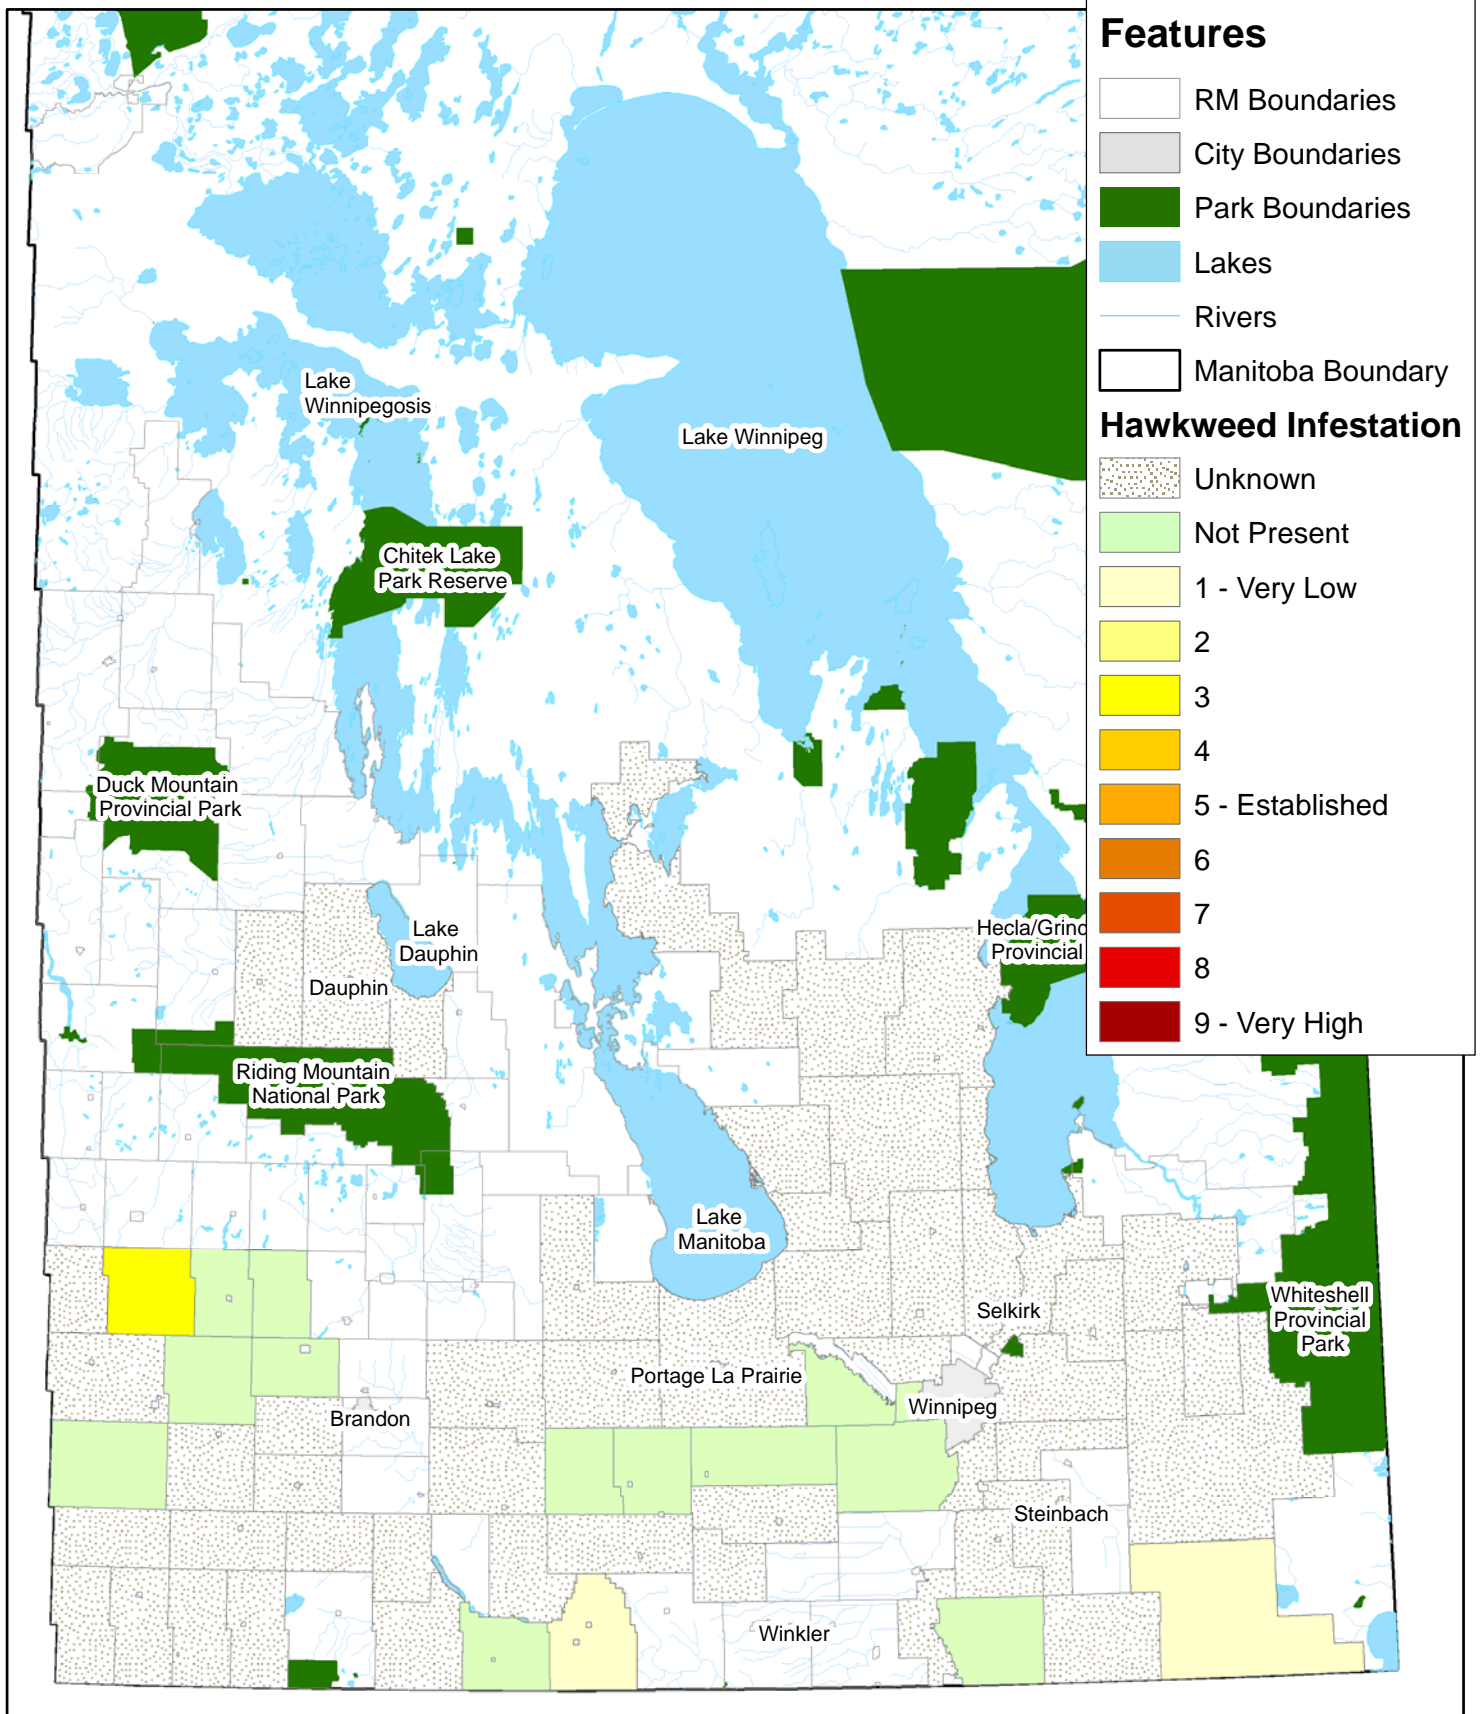 Features
RM Boundaries
City Boundaries
Park Boundaries
Lakes
Rivers
Manitoba Boundary
Hawkweed Infestation
Unknown
Not Present
1 - Very Low
2
3
4
5 - Established
6
7
8
9 - Very High
Lake
Winnipegosis
Lake Winnipeg
Chitek Lake
Park Reserve
Duck Mountain
Provincial Park
Lake
Dauphin
Hecla/Grind
Provincial
Dauphin
Riding Mountain
National Park
Lake
Manitoba
Selkirk
Whiteshell
Provincial
Park
Portage La Prairie
Winnipeg
Brandon
Steinbach
Winkler